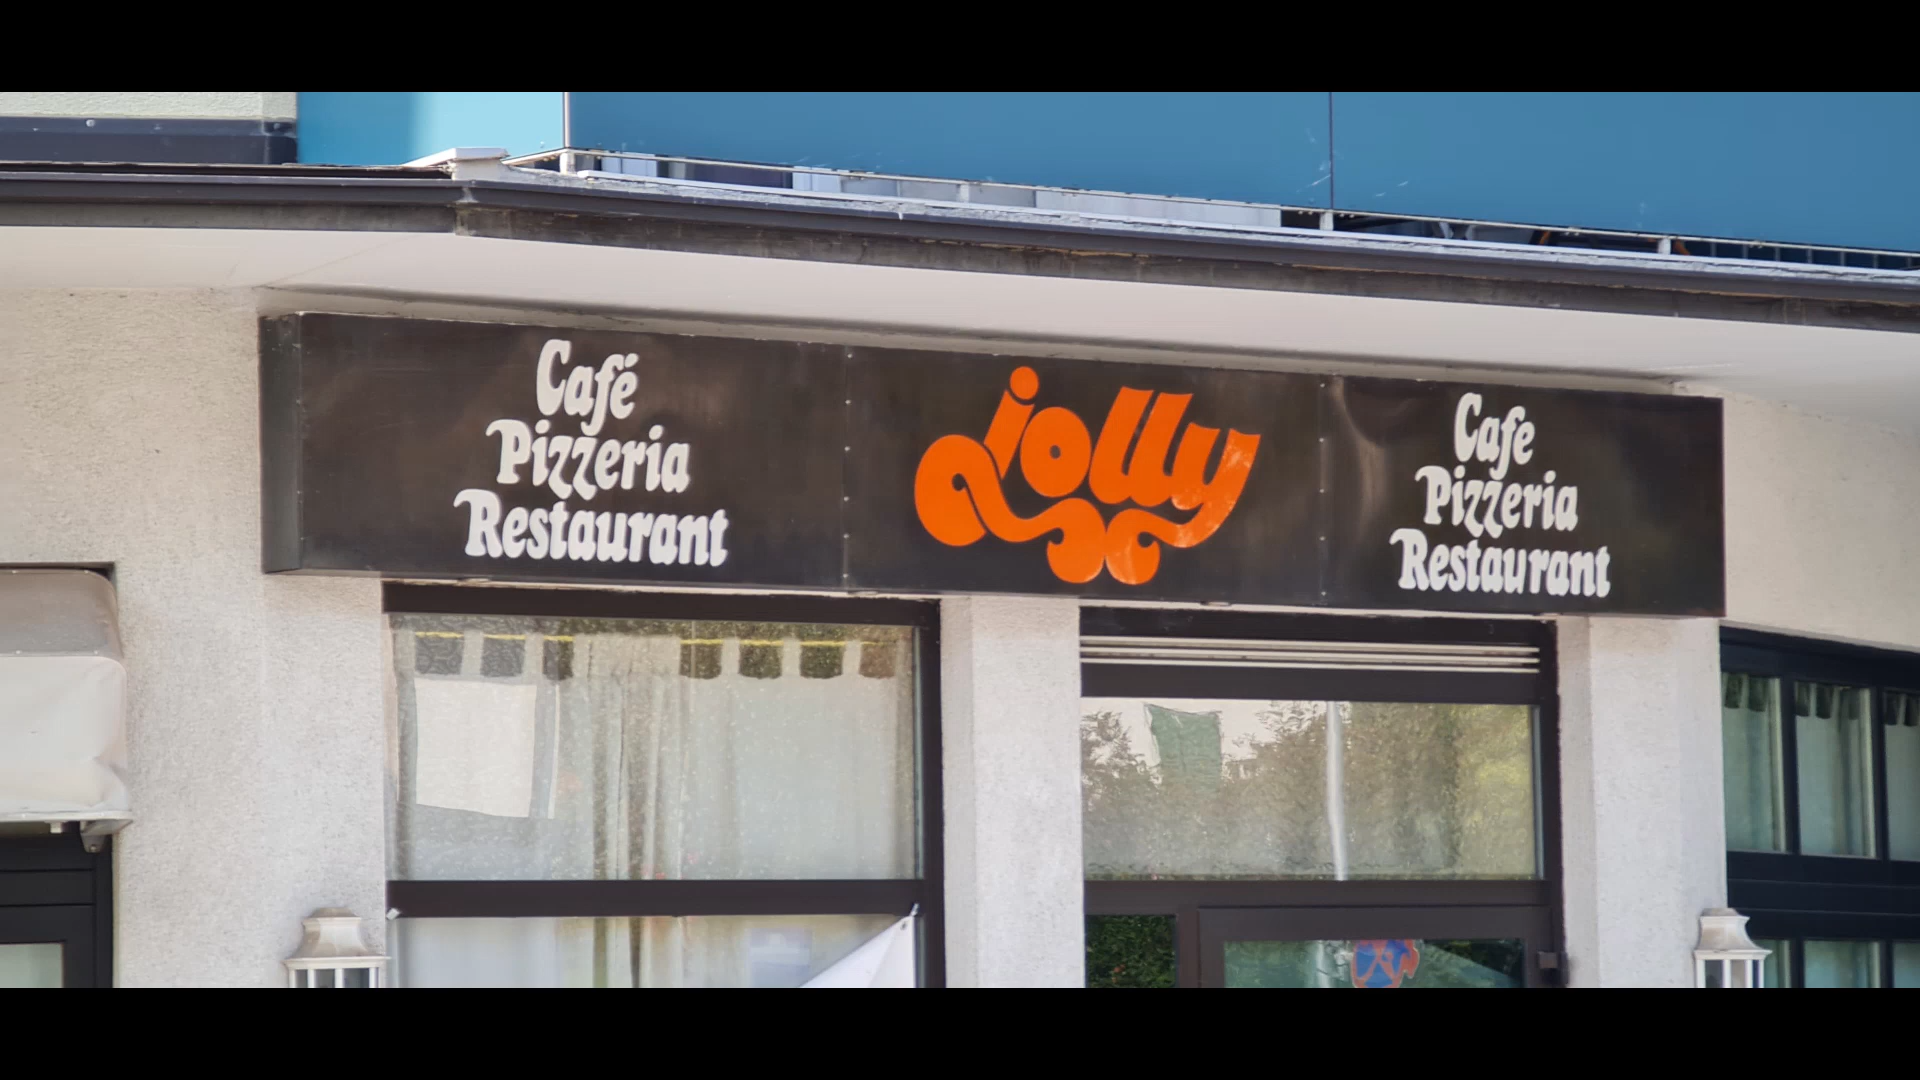 Café
Pizzeria
Restaurant
jolly
Cafe
Pizzeria
Restaurant